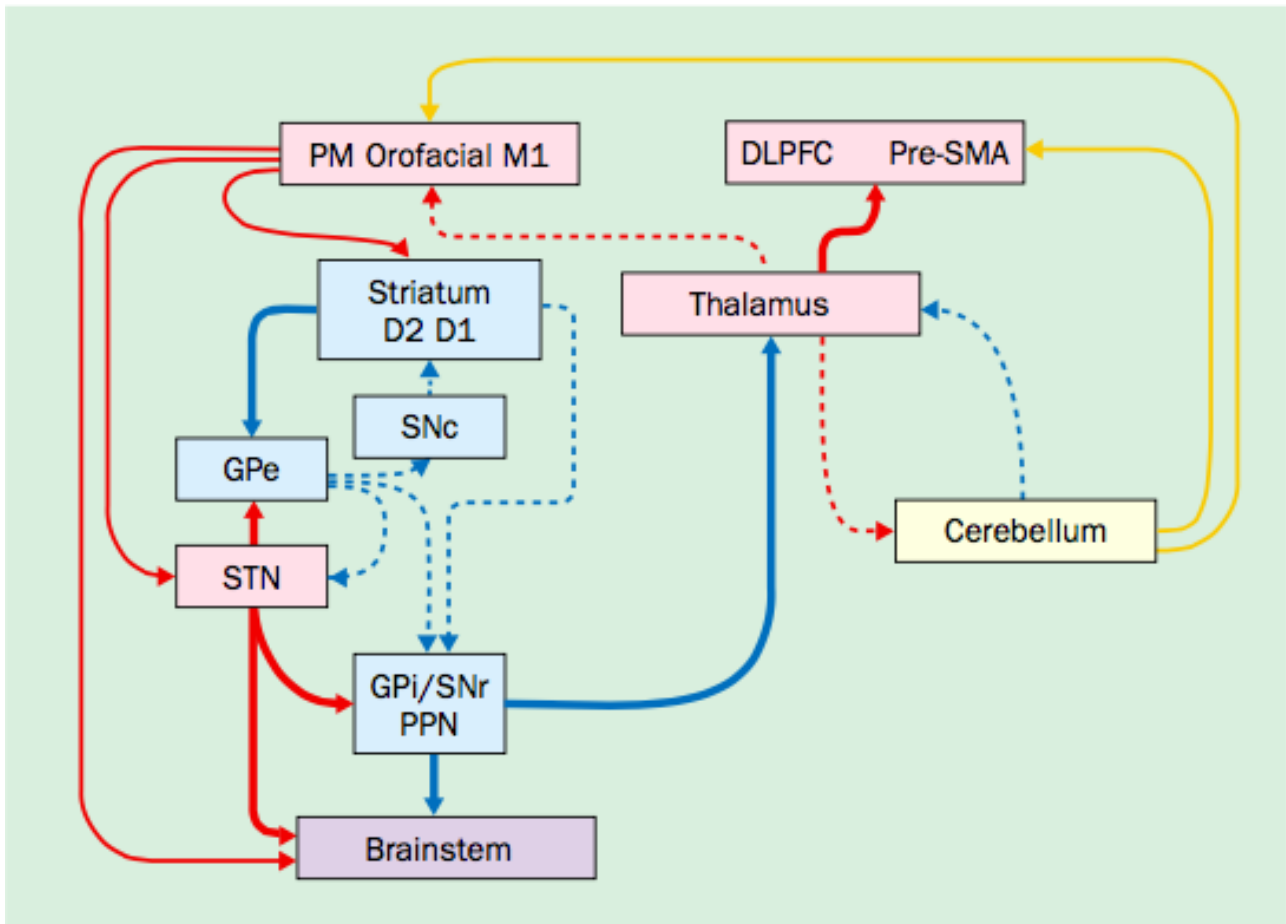 PM Orofacial M1
DLPFC Pre-SMA
Striatum
D2 D1
Thalamus
SNc
GPe
Cerebellum
STN
GPi/SNr
PPN
Brainstem